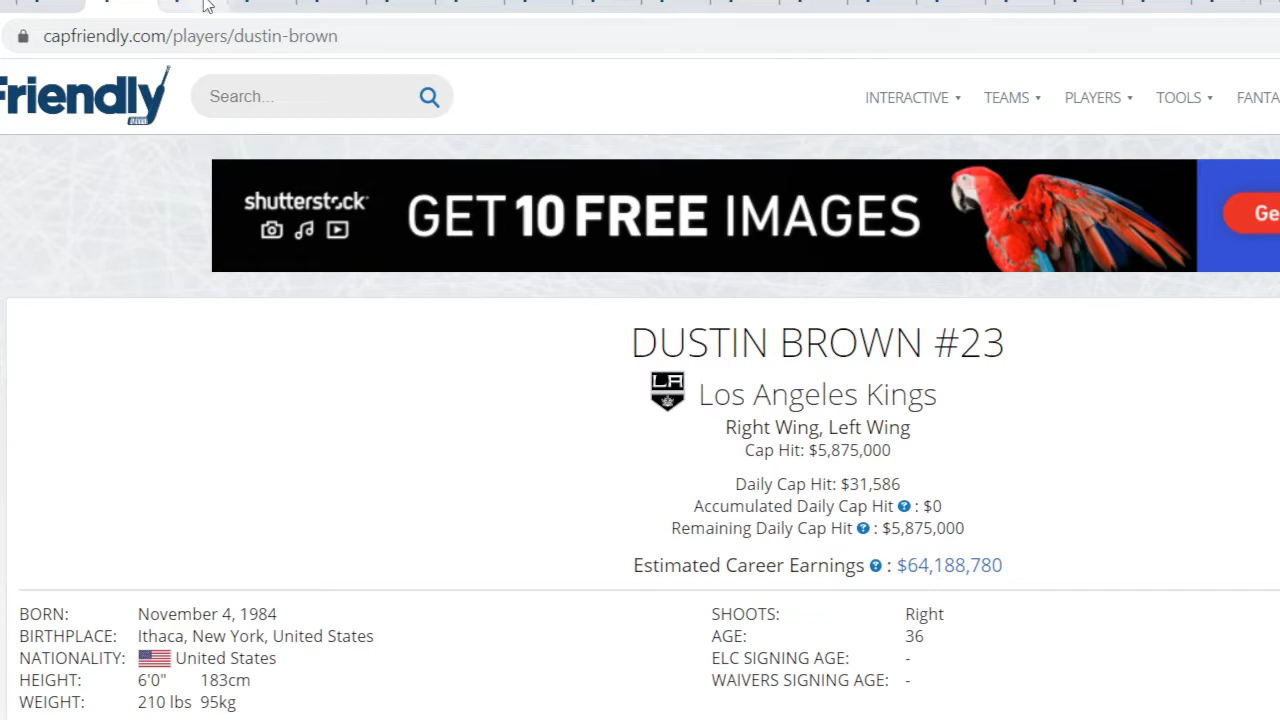 capfriendly.com/players/dustin-brown
Friendly
Search...
INTERACTIVE
TEAMS
PLAYERS
TOOLS
shutterstock
GET 10 FREE IMAGES
DUSTIN BROWN #23
LA
Los Angeles Kings
Right Wing, Left Wing
Cap Hit: $5,875,000
Daily Cap Hit: $31,586
Accumulated Daily Cap Hit ? : $0
Remaining Daily Cap Hit ? : $5,875,000
Estimated Career Earnings ? : $64,188,780
BORN: November 4, 1984
BIRTHPLACE: Ithaca, New York, United States
NATIONALITY: United States
HEIGHT: 6'0" 183cm
WEIGHT: 210 lbs 95kg
SHOOTS: Right
AGE: 36
ELC SIGNING AGE: -
WAIVERS SIGNING AGE: -